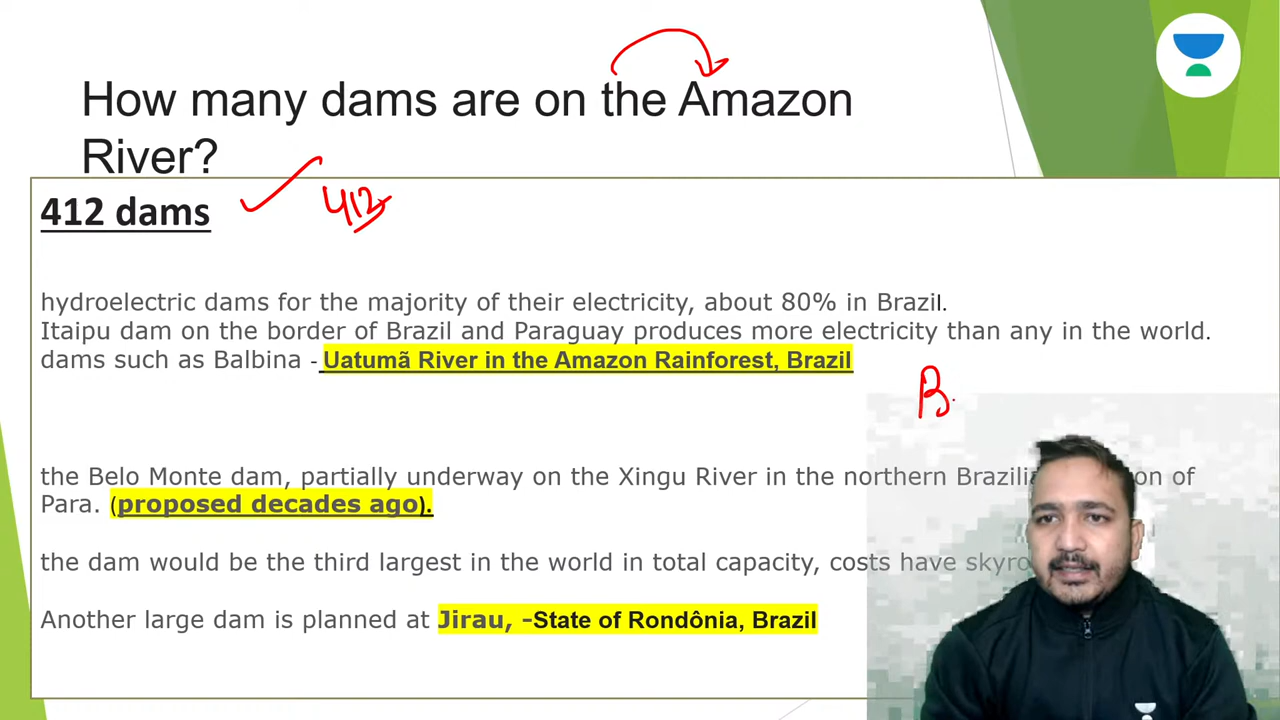 How many dams are on the Amazon
River?
412 dams
412
hydroelectric dams for the majority of their electricity, about 80% in Brazil.
Itaipu dam on the border of Brazil and Paraguay produces more electricity than any in the world.
dams such as Balbina - Uatumã River in the Amazon Rainforest, Brazil
B
the Belo Monte dam, partially underway on the Xingu River in the northern of
Para. (proposed decades ago).
the dam would be the third largest in the world in total capacity, costs have
Another large dam is planned at Jirau, -State of Rondônia, Brazil